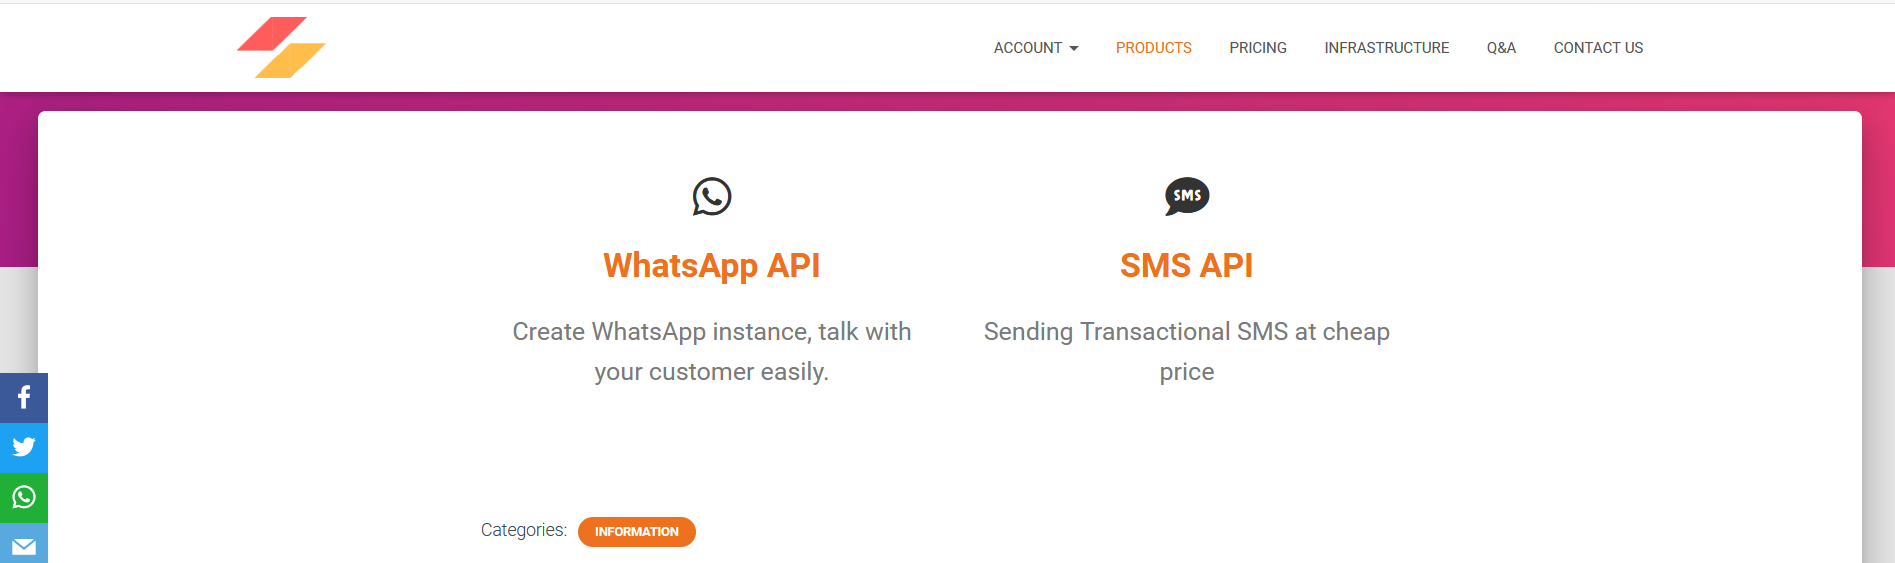 ACCOUNT PRODUCTS PRICING INFRASTRUCTURE Q&A CONTACT US
SMS
WhatsApp API
Create WhatsApp instance, talk with
your customer easily.
SMS API
Sending Transactional SMS at cheap
price
Categories: INFORMATION